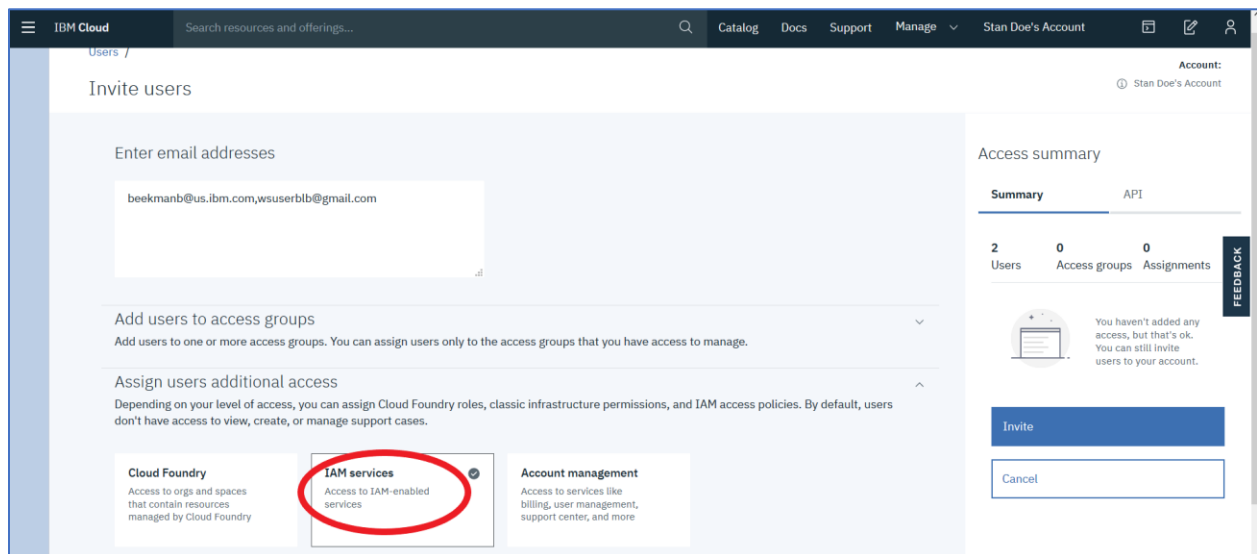 IBM Cloud
Search resources and offerings...
Catalog
Docs
Support
Manage
Stan Doe's Account
Users /
Account:
Invite users
Stan Doe's Account
Enter email addresses
beekmanb@us.ibm.com,wsuserblb@gmail.com
Add users to access groups
Add users to one or more access groups. You can assign users only to the access groups that you have access to manage.
Assign users additional access
Depending on your level of access, you can assign Cloud Foundry roles, classic infrastructure permissions, and IAM access policies. By default, users
don't have access to view, create, or manage support cases.
Cloud Foundry
Access to orgs and spaces
that contain resources
managed by Cloud Foundry
IAM services
Access to IAM-enabled
services
Account management
Access to services like
billing, user management,
support center, and more
Access summary
Summary
API
2
Users
0
Access groups
0
Assignments
You haven't added any
access, but that's ok.
You can still invite
users to your account.
Invite
Cancel
FEEDBACK